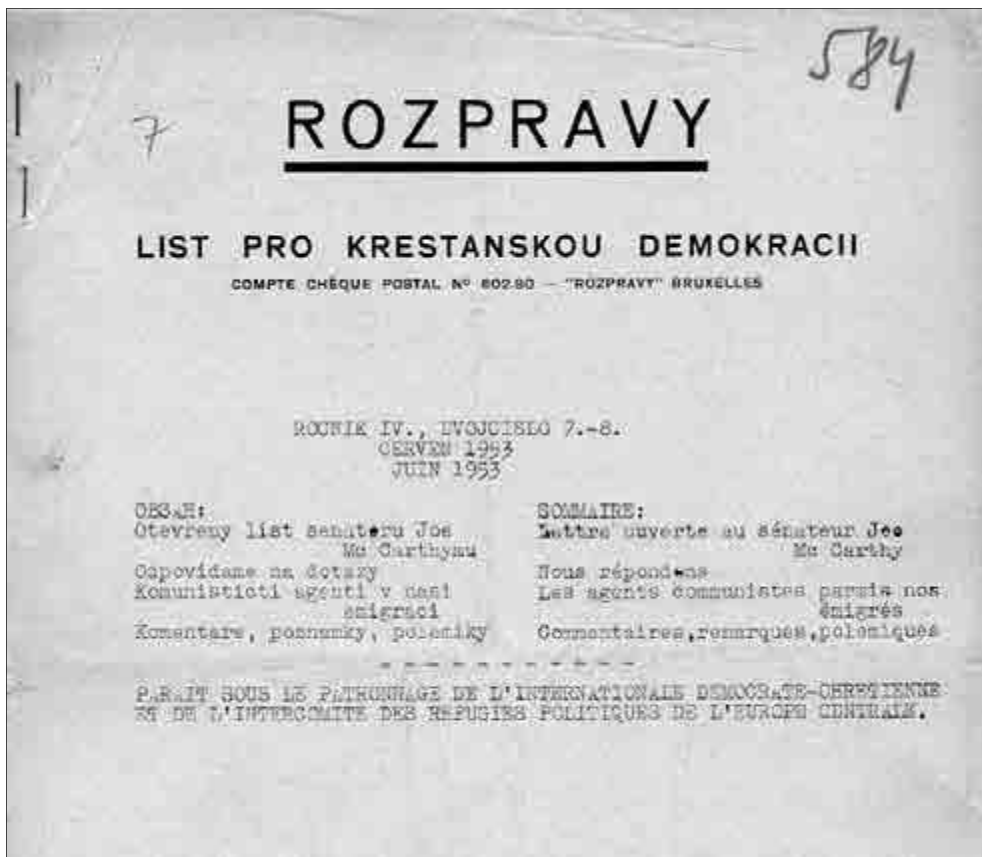 584
7
ROZPRAVY
LIST PRO KRESTANSKOU DEMOKRACII
COMPTE CHÈQUE POSTAL Nº 602.90 — "ROZPRAVY" BRUXELLES
ROCNIK IV., DVOJCISLO 7.-8.
CERVEN 1953
JUIN 1953
OBSAH:
Otevreny list senateru Joe
Mc Carthymu
Odpovidame na dotazy
Komunisticti agenti v nasi
emigraci
Komentare, poznamky, polemiky
SOMMAIRE:
Lettre ouverte au sénateur Joe
Mc Carthy
Nous répondons
Les agents communistes parmis nos
émigrés
Commentaires,remarques,polemiques
- - - - - - - - - - -
PARAIT SOUS LE PATRONNAGE DE L'INTERNATIONALE DEMOCRATE-CHRETIENNE
ET DE L'INTERCOMITE DES REFUGIES POLITIQUES DE L'EUROPE CENTRALE.